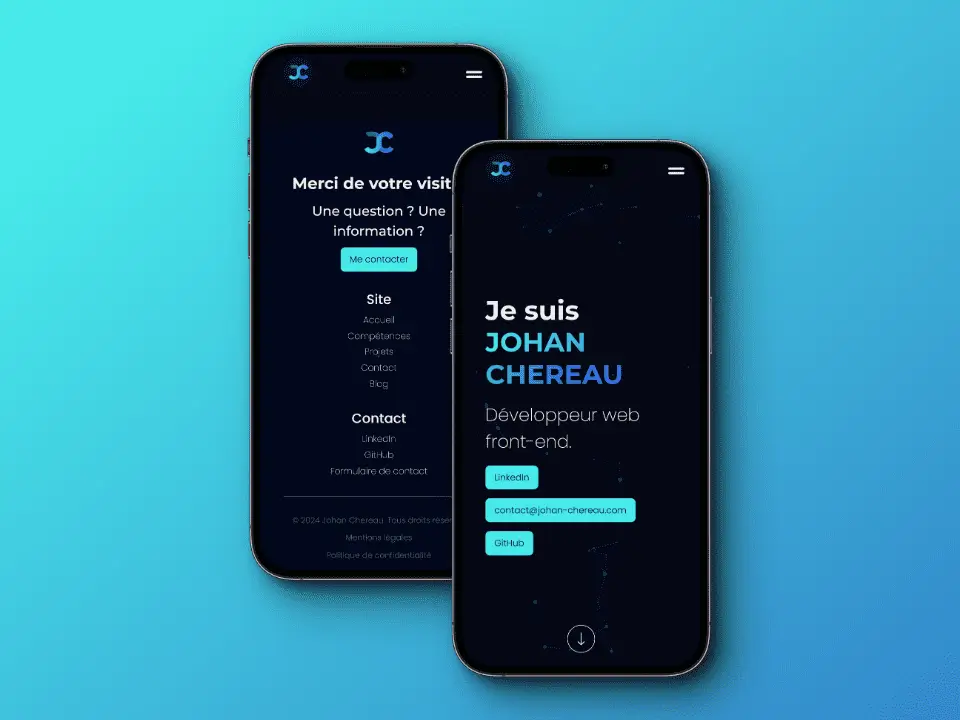 JC
JC
Merci de votre visit
Une question ? Une
information ?
Me contacter
Site
Accueil
Compétences
Projets
Contact
Blog
Contact
LinkedIn
GitHub
Formulaire de contact
© 2024 Johan Chereau. Tous droits réser
Mentions légales
Politique de confidentialité
JC
Je suis
JOHAN
CHEREAU
Développeur web
front-end.
LinkedIn
contact@johan-chereau.com
GitHub